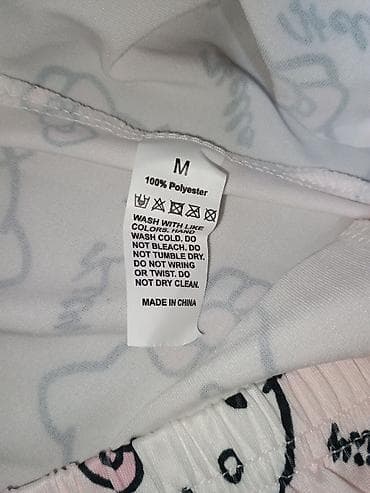 M
100% Polyester
WASH WITH LIKE
COLORS. HAND
WASH COLD. DO
NOT BLEACH. DO
NOT TUMBLE DRY.
DO NOT WRING
OR TWIST. DO
NOT DRY CLEAN.
MADE IN CHINA